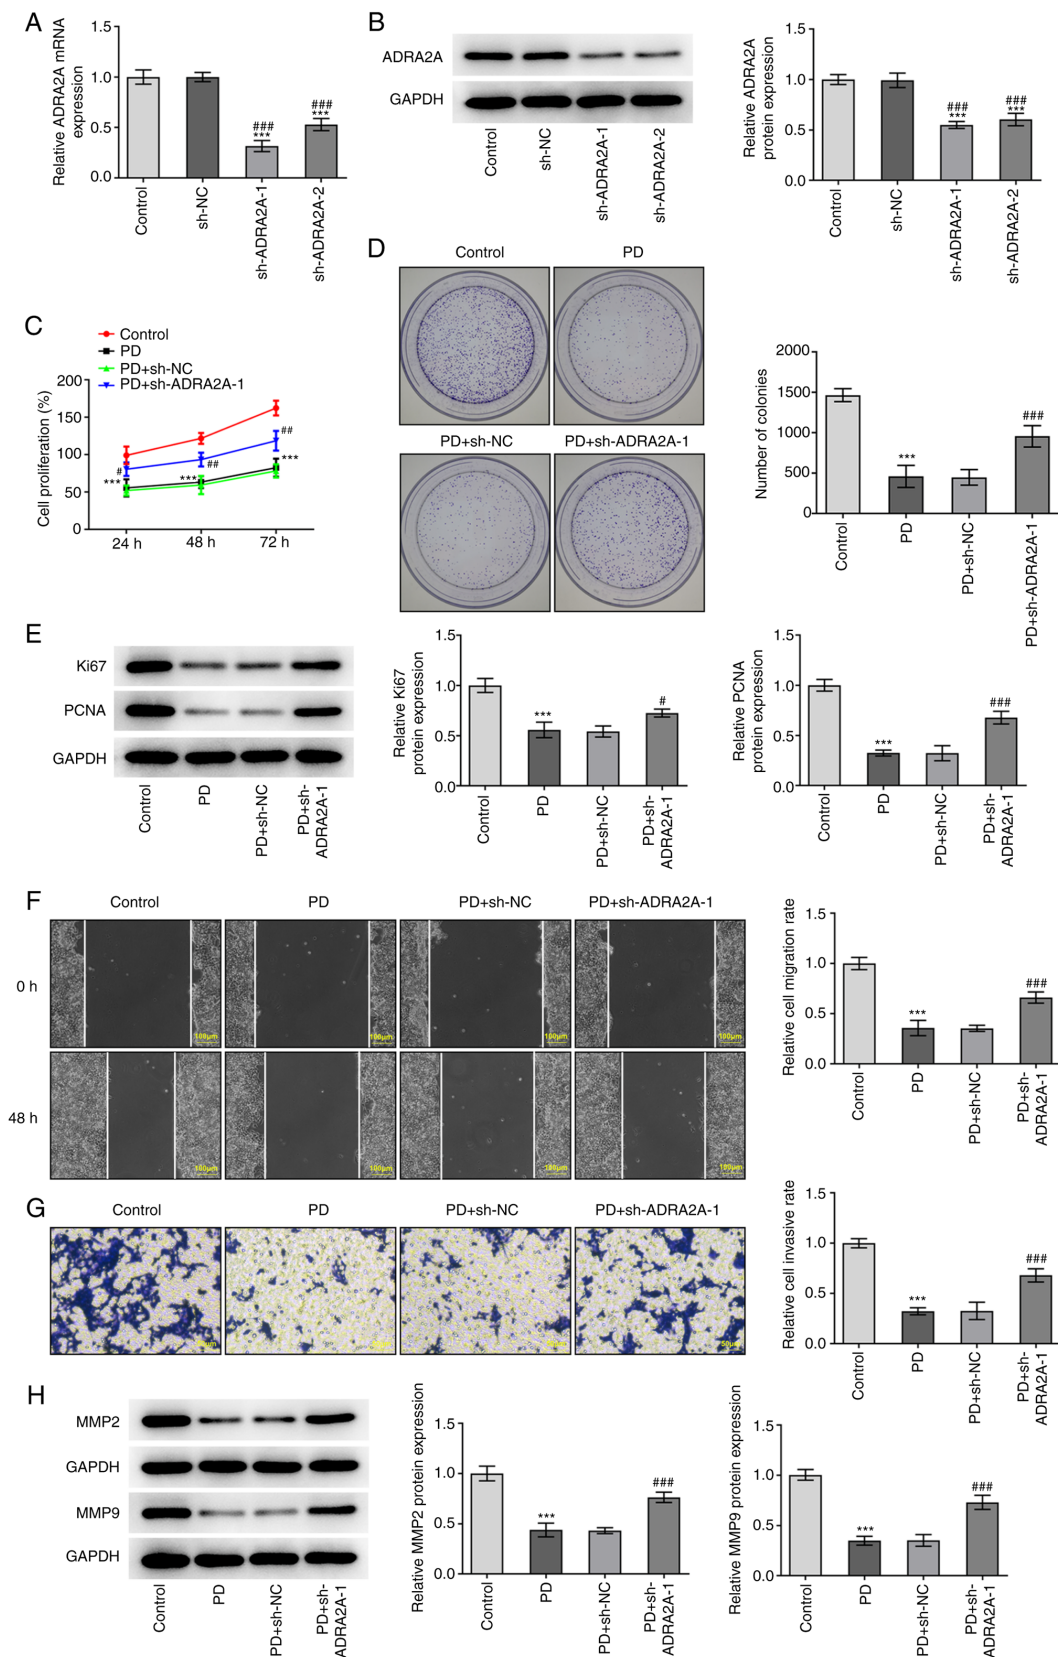 A
Relative ADRA2A mRNA
expression
1.5
1.0
0.5
0.0
###
***
###
***
Control
sh-NC
sh-ADRA2A-1
sh-ADRA2A-2
B
ADRA2A
GAPDH
Control
sh-NC
sh-ADRA2A-1
sh-ADRA2A-2
Relative ADRA2A
protein expression
1.5
1.0
0.5
0.0
###
***
###
***
Control
sh-NC
sh-ADRA2A-1
sh-ADRA2A-2
C
Control
PD
PD+sh-NC
PD+sh-ADRA2A-1
Cell proliferation (%)
200
150
100
50
0
#
***
***
##
##
***
24 h
48 h
72 h
D
Control
PD
PD+sh-NC
PD+sh-ADRA2A-1
Number of colonies
2000
1500
1000
500
0
***
###
Control
PD
PD+sh-NC
PD+sh-ADRA2A-1
E
Ki67
PCNA
GAPDH
Control
PD
PD+sh-NC
PD+sh-
ADRA2A-1
Relative Ki67
protein expression
1.5
1.0
0.5
0.0
***
#
Control
PD
PD+sh-NC
PD+sh-
ADRA2A-1
Relative PCNA
protein expression
1.5
1.0
0.5
0.0
***
###
Control
PD
PD+sh-NC
PD+sh-
ADRA2A-1
F
Control
PD
PD+sh-NC
PD+sh-ADRA2A-1
0 h
100μm
100μm
100μm
100μm
48 h
100μm
100μm
100μm
100μm
Relative cell migration rate
1.5
1.0
0.5
0.0
***
###
Control
PD
PD+sh-NC
PD+sh-
ADRA2A-1
G
Control
PD
PD+sh-NC
PD+sh-ADRA2A-1
50μm
Relative cell invasive rate
1.5
1.0
0.5
0.0
***
###
Control
PD
PD+sh-NC
PD+sh-
ADRA2A-1
H
MMP2
GAPDH
MMP9
GAPDH
Control
PD
PD+sh-NC
PD+sh-
ADRA2A-1
Relative MMP2 protein expression
1.5
1.0
0.5
0.0
***
###
Control
PD
PD+sh-NC
PD+sh-
ADRA2A-1
Relative MMP9 protein expression
1.5
1.0
0.5
0.0
***
###
Control
PD
PD+sh-NC
PD+sh-
ADRA2A-1